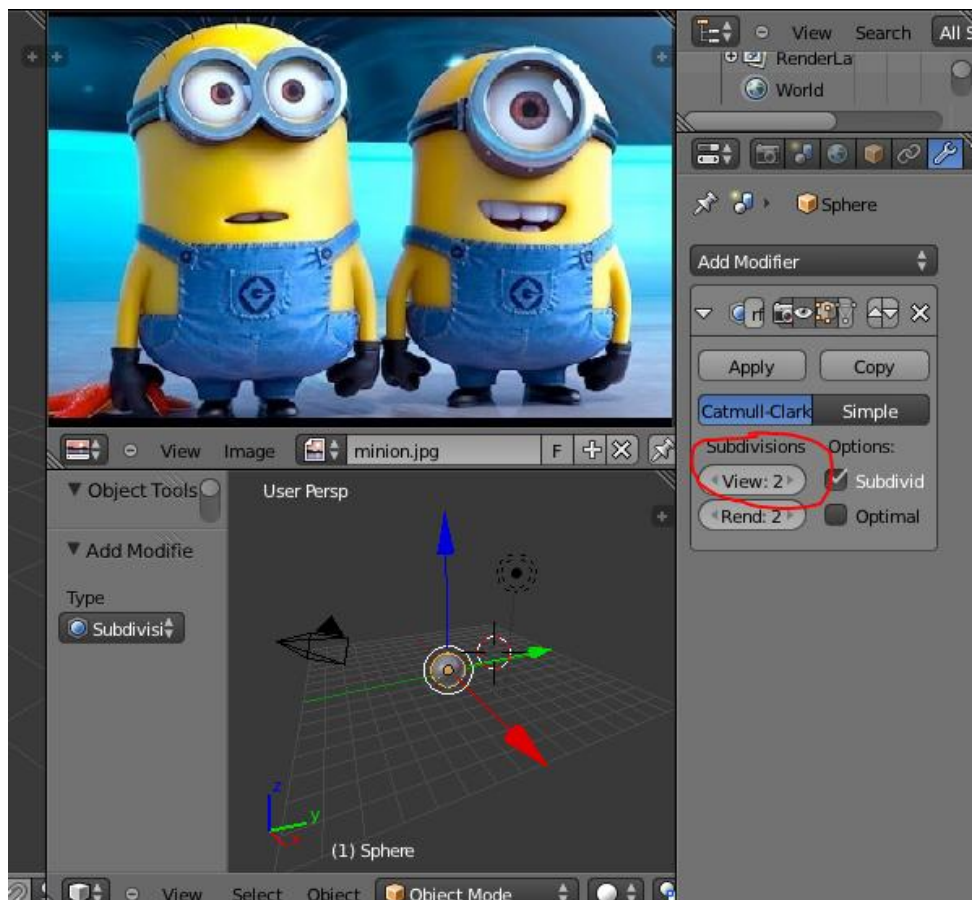 View Search All S
RenderLa
World
Sphere
Add Modifier
rf
Apply Copy
Catmull-Clark Simple
Subdivisions Options:
View: 2 Subdivid
Rend: 2 Optimal
View Image minion.jpg F
Object Tools
Add Modifie
Type
Subdivisi
User Persp
z
y
(1) Sphere
View Select Object Object Mode